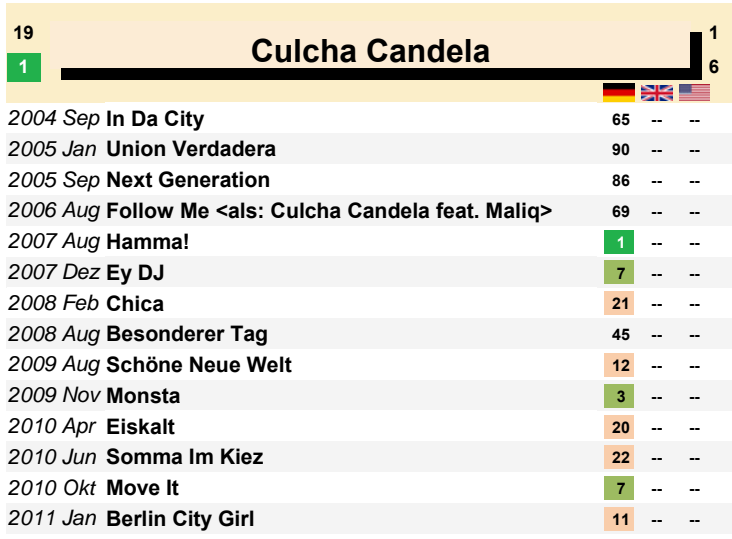 19 Culcha Candela 1
1 6
2004 Sep In Da City 65 -- --
2005 Jan Union Verdadera 90 -- --
2005 Sep Next Generation 86 -- --
2006 Aug Follow Me <als: Culcha Candela feat. Maliq> 69 -- --
2007 Aug Hamma! 1 -- --
2007 Dez Ey DJ 7 -- --
2008 Feb Chica 21 -- --
2008 Aug Besonderer Tag 45 -- --
2009 Aug Schöne Neue Welt 12 -- --
2009 Nov Monsta 3 -- --
2010 Apr Eiskalt 20 -- --
2010 Jun Somma Im Kiez 22 -- --
2010 Okt Move It 7 -- --
2011 Jan Berlin City Girl 11 -- --